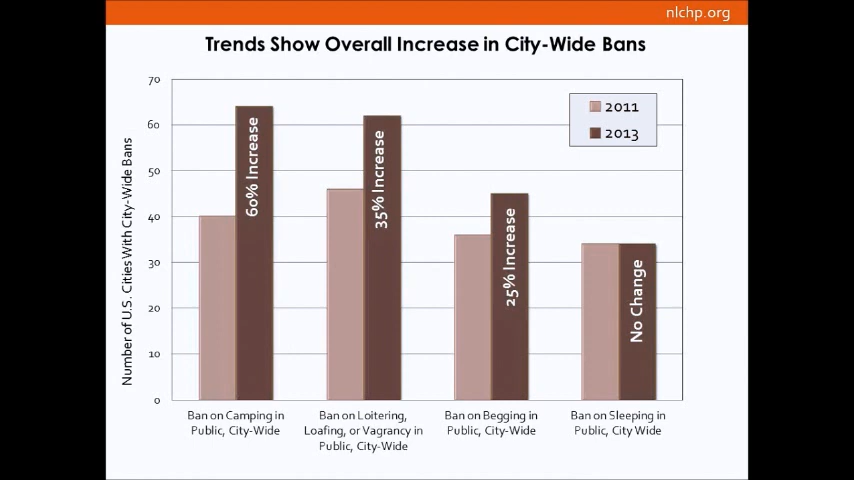 nlchp.org
Trends Show Overall Increase in City-Wide Bans
Number of U.S. Cities With City-Wide Bans
70
60
50
40
30
20
10
0
2011
2013
60% Increase
35% Increase
25% Increase
No Change
Ban on Camping in
Public, City-Wide
Ban on Loitering,
Loafing, or Vagrancy in
Public, City-Wide
Ban on Begging in
Public, City-Wide
Ban on Sleeping in
Public, City Wide